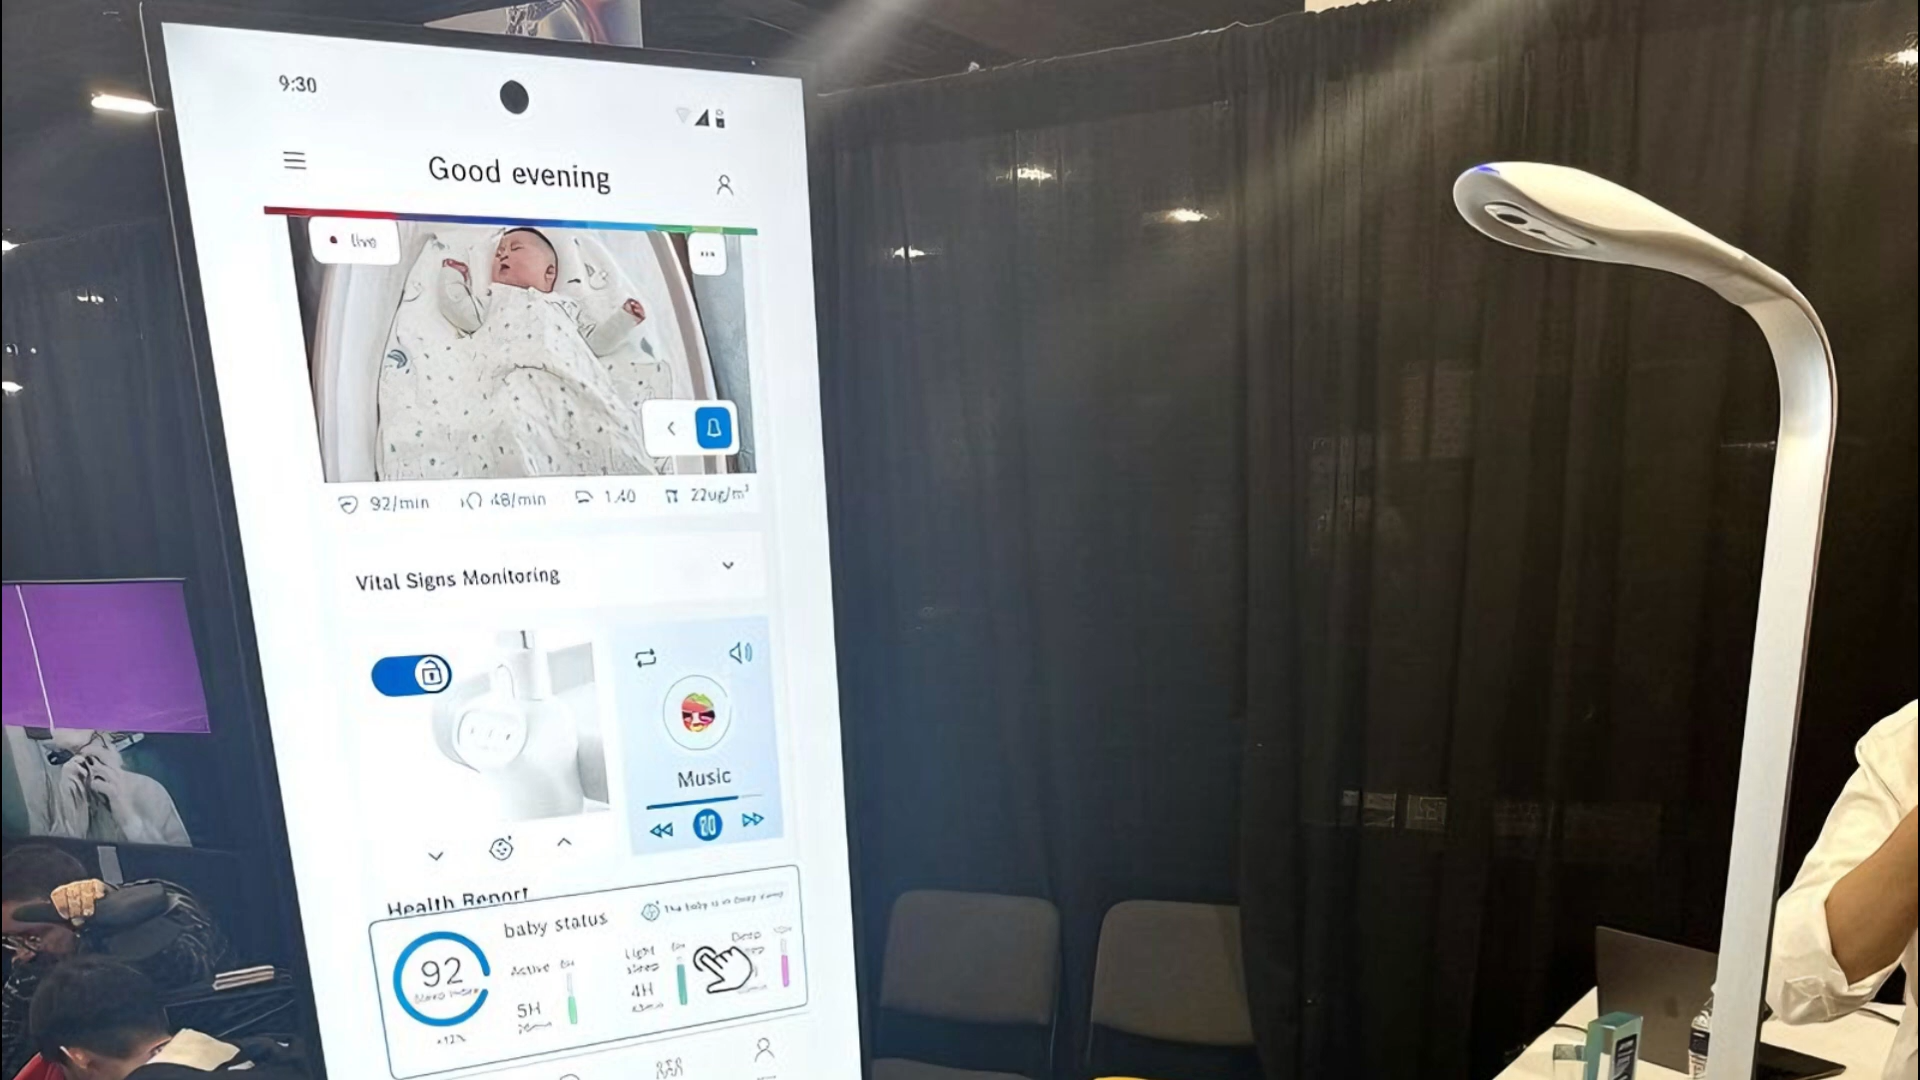 9:30
Good evening
live
92/min 48/min 1.40 22ug/m³
Vital Signs Monitoring
Music
Health Report
baby status
92
Active
5H
Light
sleep
4H
Deep